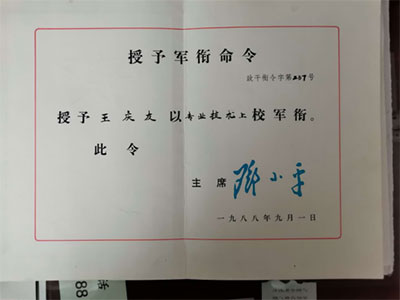 授予军衔命令
政干衔令字第207号
授予王庆友以专业技术上校军衔。
此令
主席 邓小平
一九八八年九月一日
88